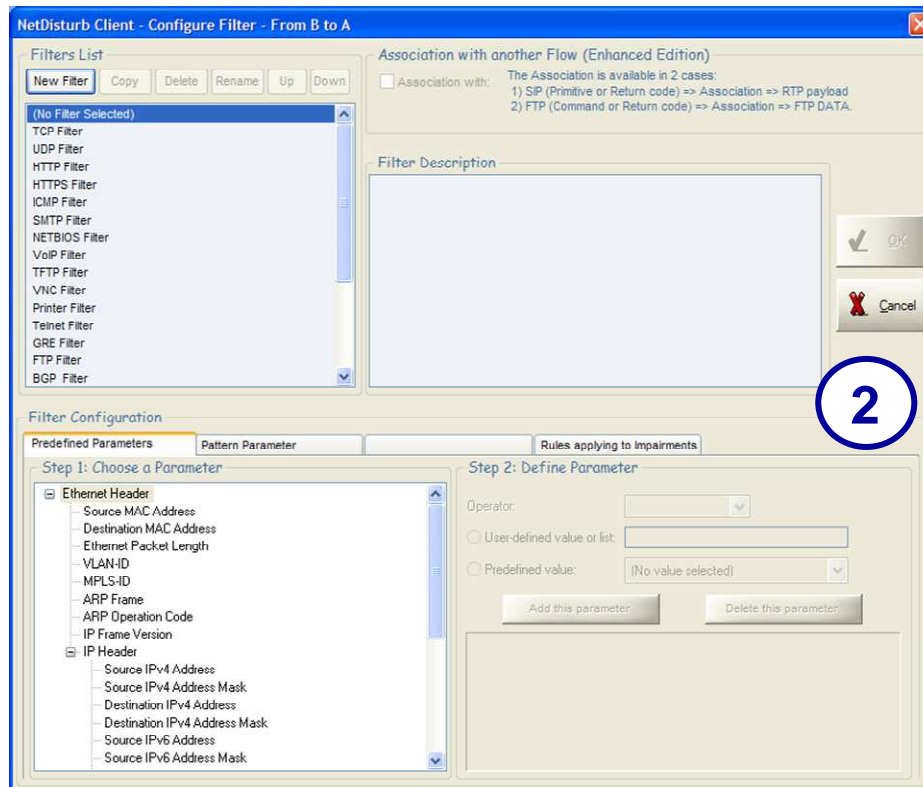 NetDisturb Client - Configure Filter - From B to A
Filters List
New Filter Copy Delete Rename Up Down
(No Filter Selected)
TCP Filter
UDP Filter
HTTP Filter
HTTPS Filter
ICMP Filter
SMTP Filter
NETBIOS Filter
VoIP Filter
TFTP Filter
VNC Filter
Printer Filter
Telnet Filter
GRE Filter
FTP Filter
BGP Filter
Association with another Flow (Enhanced Edition)
Association with:
The Association is available in 2 cases:
1) SIP (Primitive or Return code) => Association => RTP payload
2) FTP (Command or Return code) => Association => FTP DATA.
Filter Description
OK
Cancel
2
Filter Configuration
Predefined Parameters Pattern Parameter Rules applying to Impairments
Step 1: Choose a Parameter
Ethernet Header
Source MAC Address
Destination MAC Address
Ethernet Packet Length
VLAN-ID
MPLS-ID
ARP Frame
ARP Operation Code
IP Frame Version
IP Header
Source IPv4 Address
Source IPv4 Address Mask
Destination IPv4 Address
Destination IPv4 Address Mask
Source IPv6 Address
Source IPv6 Address Mask
Step 2: Define Parameter
Operator:
User-defined value or list:
Predefined value: (No value selected)
Add this parameter Delete this parameter